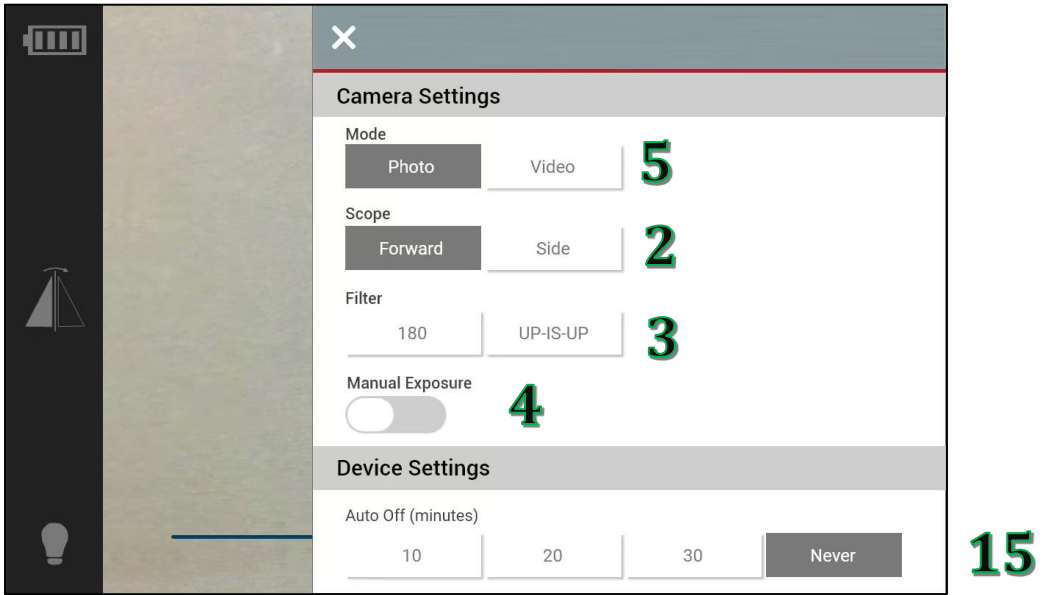 Camera Settings
Mode
Photo Video 5
Scope
Forward Side 2
Filter
180 UP-IS-UP 3
Manual Exposure
4
Device Settings
Auto Off (minutes)
10 20 30 Never 15